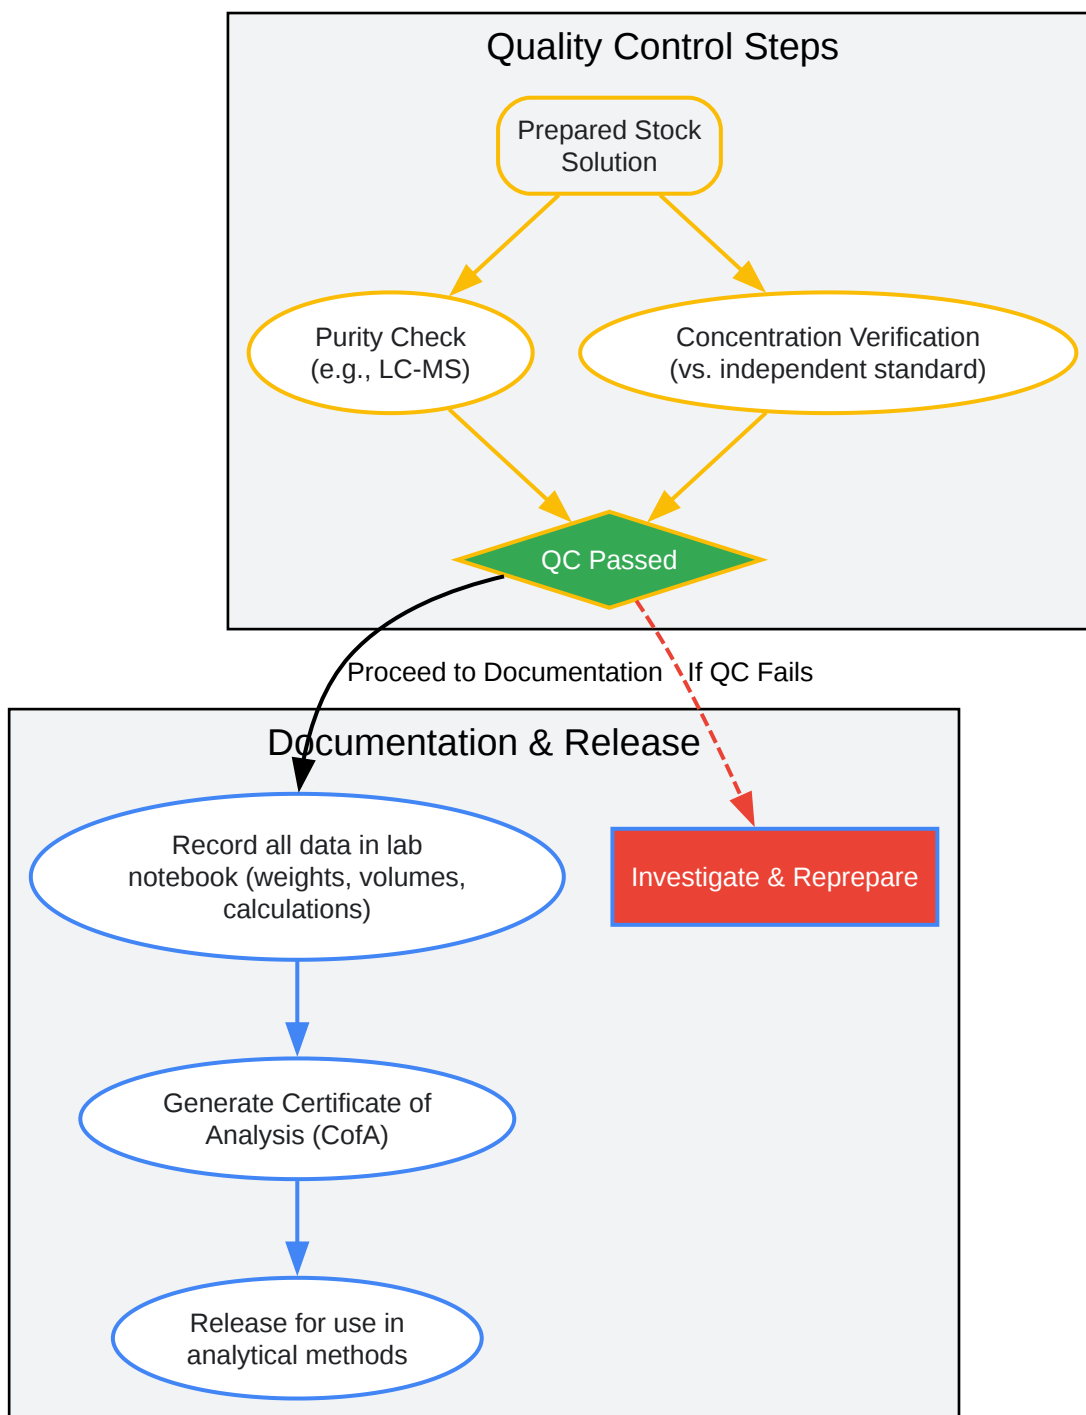 Quality Control Steps
Prepared Stock
Solution
Purity Check
(e.g., LC-MS)
Concentration Verification
(vs. independent standard)
QC Passed
Proceed to Documentation
If QC Fails
Documentation & Release
Record all data in lab
notebook (weights, volumes,
calculations)
Investigate & Reprepare
Generate Certificate of
Analysis (CofA)
Release for use in
analytical methods